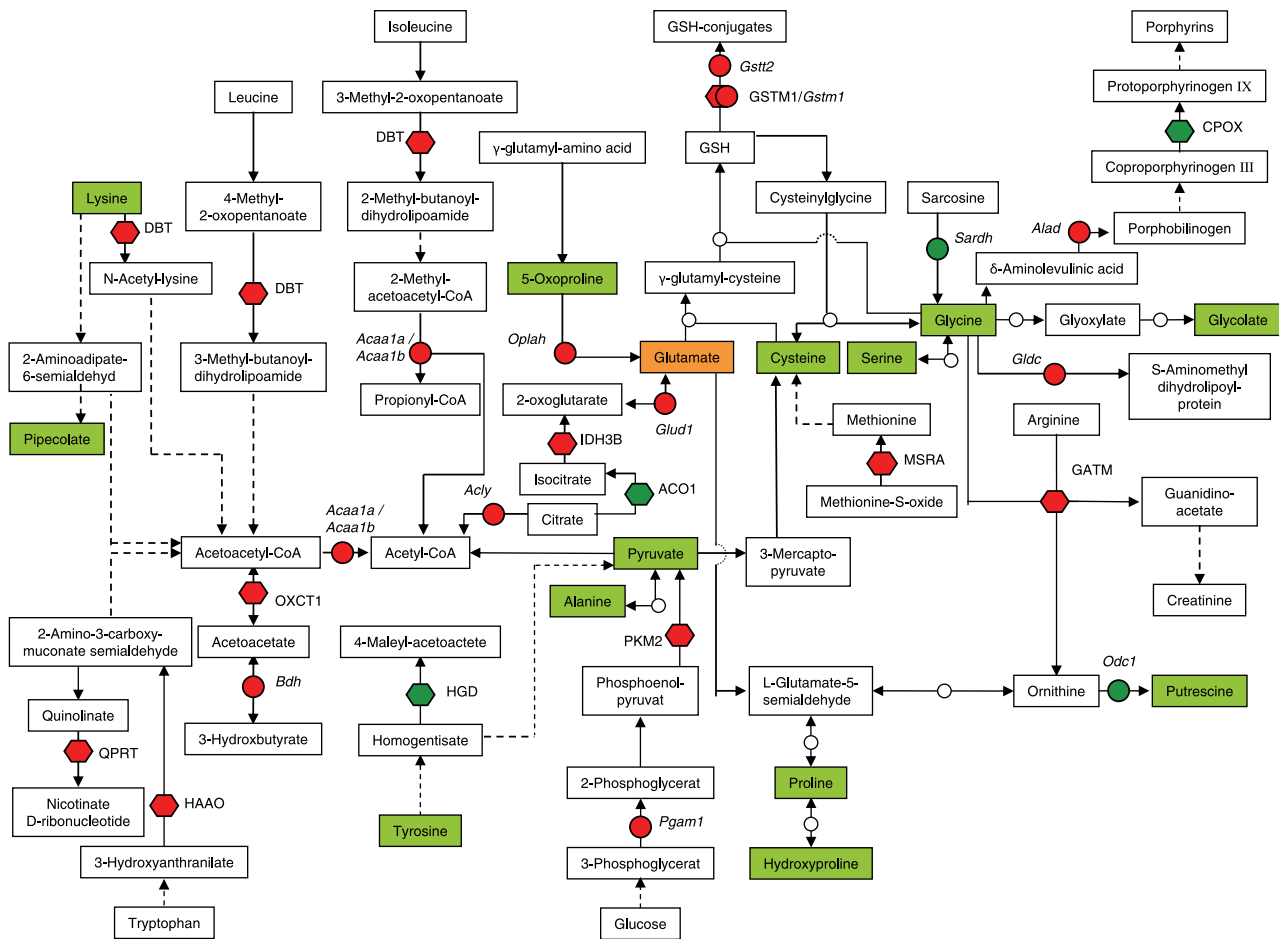 Isoleucine
GSH-conjugates
Porphyrins
Gstt2
Leucine
3-Methyl-2-oxopentanoate
GSTM1/Gstm1
Protoporphyrinogen IX
CPOX
DBT
γ-glutamyl-amino acid
GSH
Coproporphyrinogen III
Lysine
4-Methyl-
2-oxopentanoate
2-Methyl-butanoyl-
dihydrolipoamide
Cysteinylglycine
Sarcosine
Alad
Porphobilinogen
DBT
Sardh
N-Acetyl-lysine
DBT
2-Methyl-
acetoacetyl-CoA
5-Oxoproline
γ-glutamyl-cysteine
δ-Aminolevulinic acid
Glycine
Glyoxylate
Glycolate
2-Aminoadipate-
6-semialdehyd
3-Methyl-butanoyl-
dihydrolipoamide
Acaa1a /
Acaa1b
Oplah
Glutamate
Cysteine
Serine
Gldc
S-Aminomethyl
dihydrolipoyl-
protein
Propionyl-CoA
2-oxoglutarate
Glud1
Methionine
Arginine
Pipecolate
IDH3B
MSRA
GATM
Isocitrate
ACO1
Methionine-S-oxide
Guanidino-
acetate
Acly
Citrate
Acaa1a /
Acaa1b
Acetoacetyl-CoA
Acetyl-CoA
Pyruvate
3-Mercapto-
pyruvate
OXCT1
Alanine
Creatinine
2-Amino-3-carboxy-
muconate semialdehyde
Acetoacetate
4-Maleyl-acetoactete
PKM2
Bdh
HGD
Phosphoenol-
pyruvat
L-Glutamate-5-
semialdehyde
Ornithine
Odc1
Putrescine
Quinolinate
3-Hydroxbutyrate
Homogentisate
QPRT
2-Phosphoglycerat
Proline
Nicotinate
D-ribonucleotide
HAAO
Tyrosine
Pgam1
3-Hydroxyanthranilate
3-Phosphoglycerat
Hydroxyproline
Tryptophan
Glucose